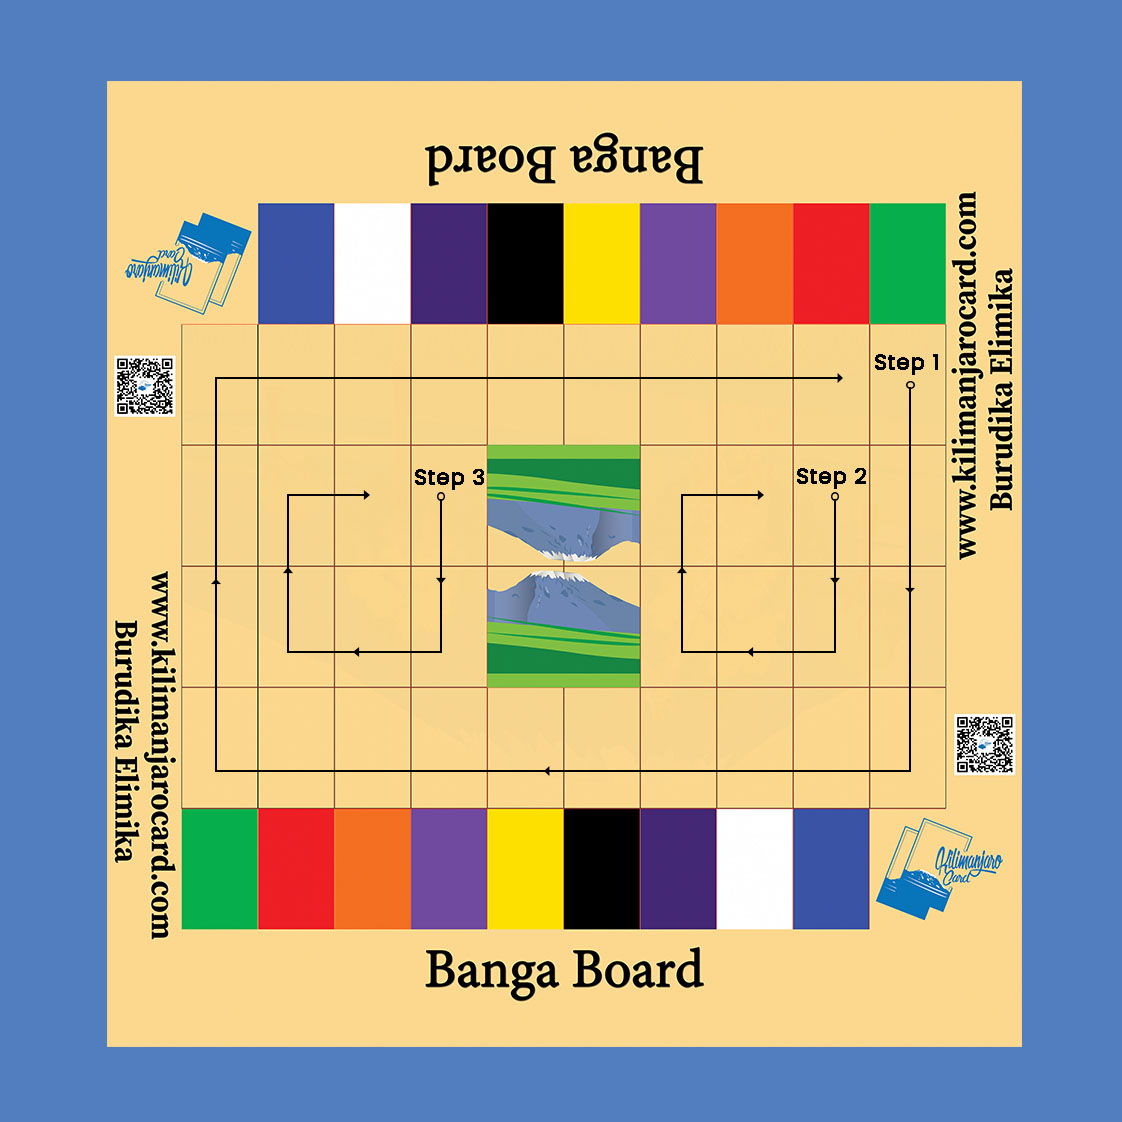 Banga Board
Kilimanjaro
Card
www.kilimanjarocard.com
Burudika Elimika
Step 1
Step 3
Step 2
www.kilimanjarocard.com
Burudika Elimika
Kilimanjaro
Card
Banga Board